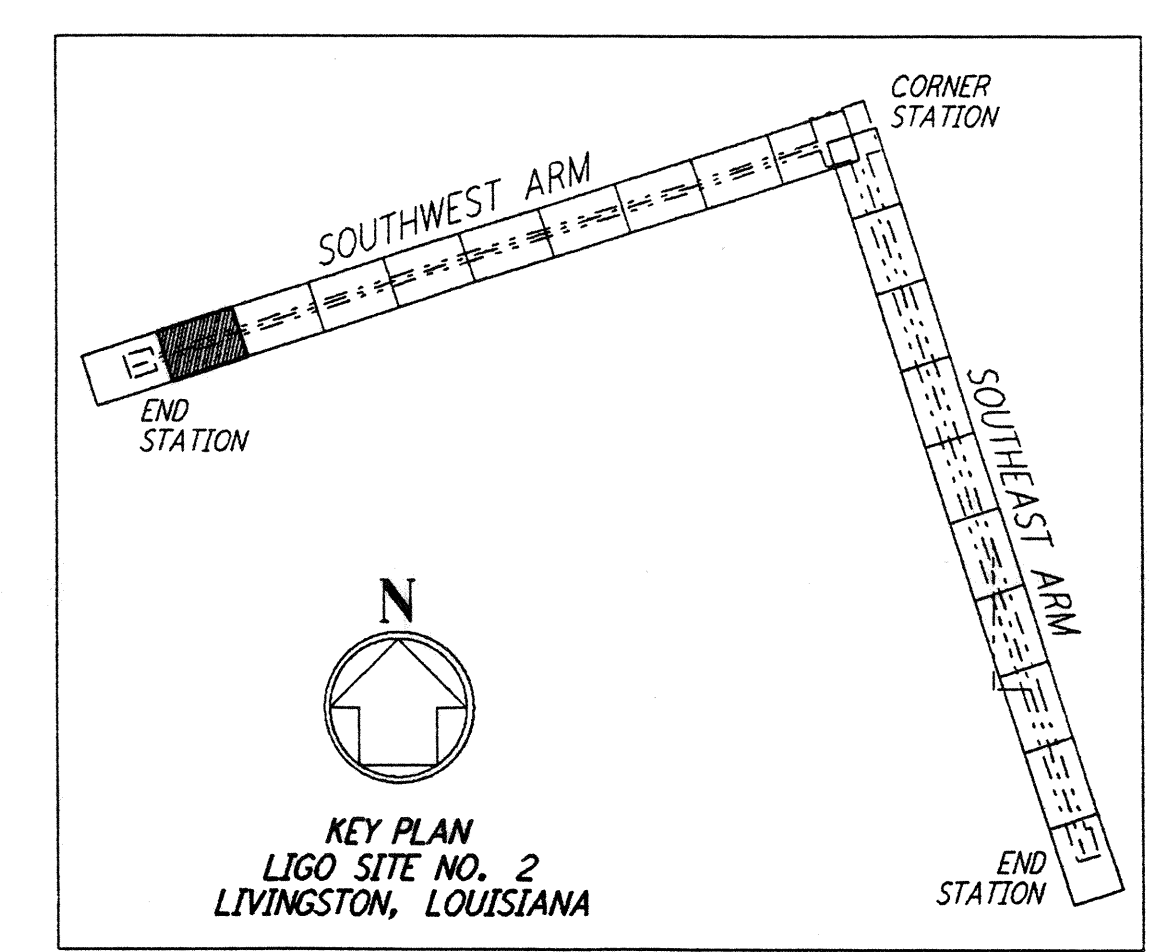 CORNER
STATION
SOUTHWEST ARM
END
STATION
SOUTHEAST ARM
N
KEY PLAN
LIGO SITE NO. 2
LIVINGSTON, LOUISIANA
END
STATION